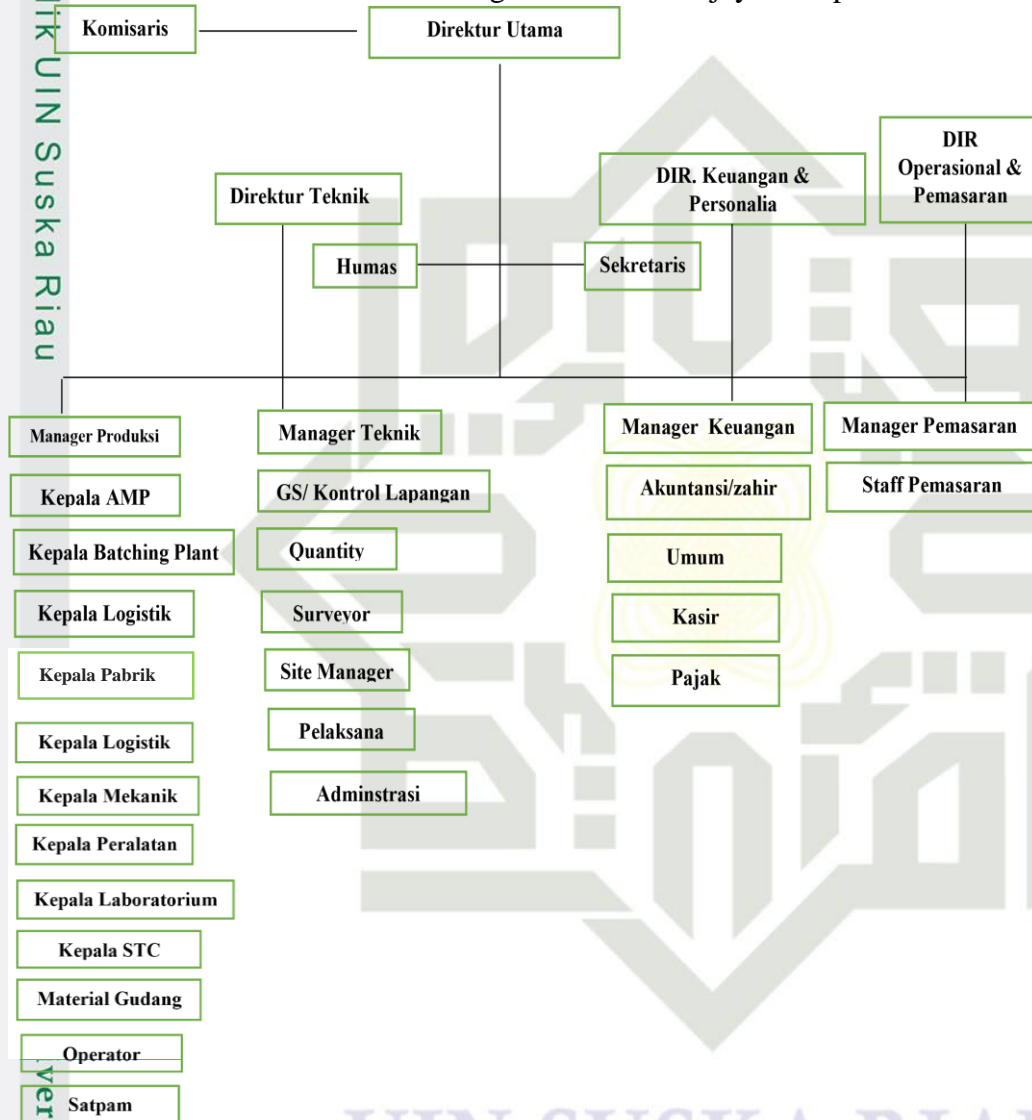 Komisaris
Direktur Utama
DIR
Operasional &
Pemasaran
DIR. Keuangan &
Personalia
Direktur Teknik
Humas
Sekretaris
Manager Produksi
Kepala AMP
Kepala Batching Plant
Kepala Logistik
Kepala Pabrik
Kepala Logistik
Kepala Mekanik
Kepala Peralatan
Kepala Laboratorium
Kepala STC
Material Gudang
Operator
Satpam
Manager Teknik
GS/ Kontrol Lapangan
Quantity
Surveyor
Site Manager
Pelaksana
Adminstrasi
Manager Keuangan
Akuntansi/zahir
Umum
Kasir
Pajak
Manager Pemasaran
Staff Pemasaran
UIN Suska Riau
UIN SUSKA RIAU